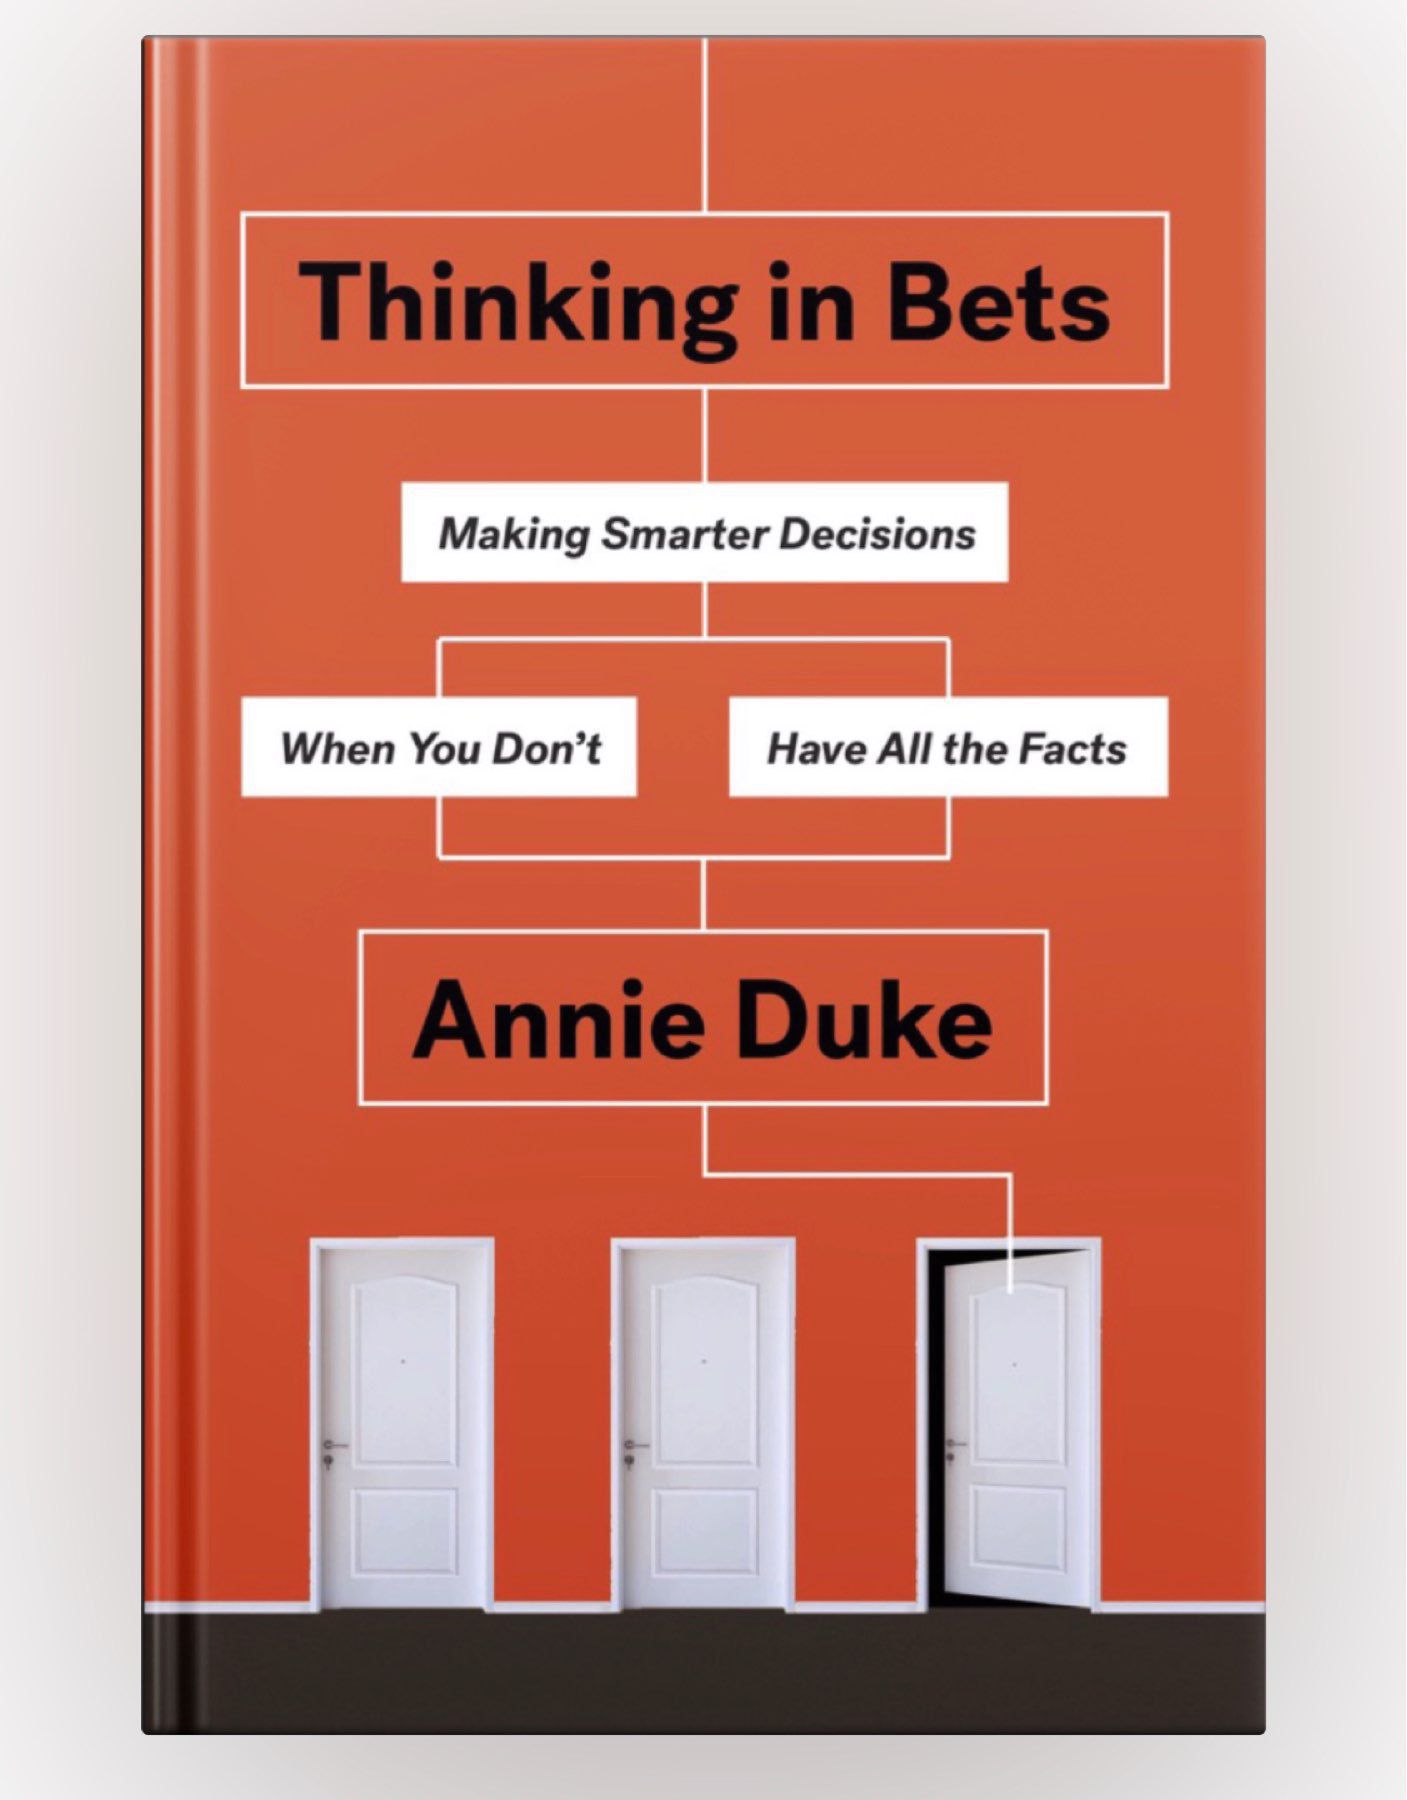 Thinking in Bets
Making Smarter Decisions
When You Don’t
Have All the Facts
Annie Duke